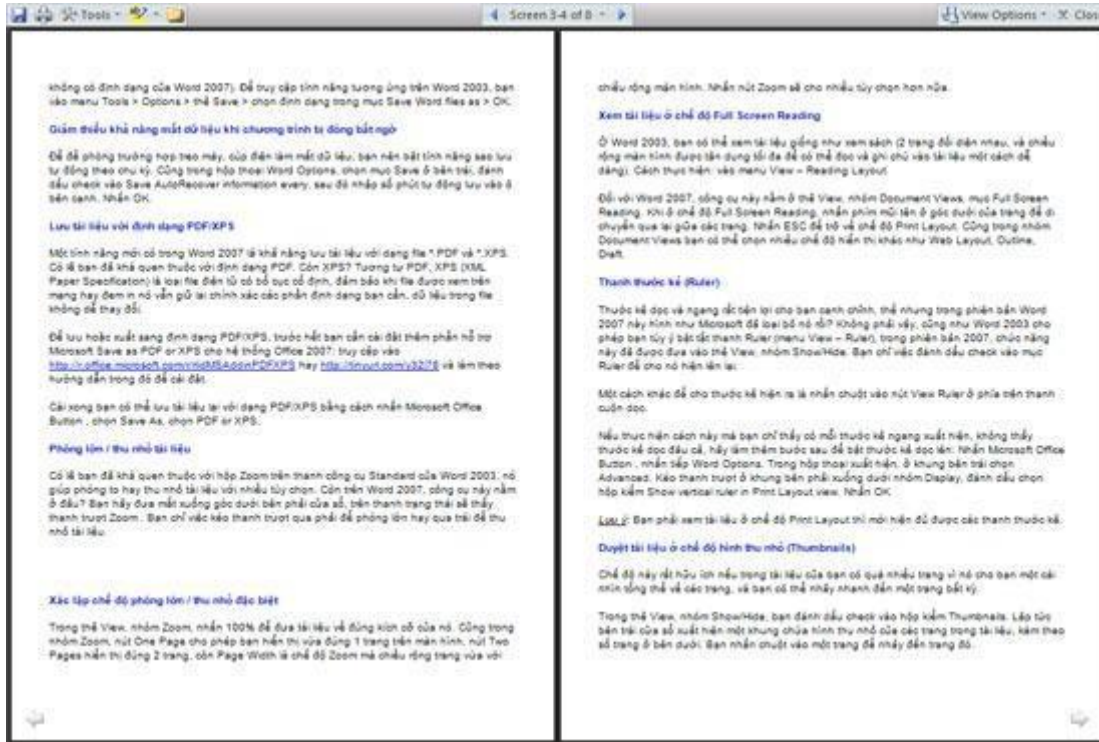 Tools
Screen 3-4 of 8
View Options
Clos
không có định dạng của Word 2007). Để truy cập tính năng tương ứng trên Word 2003, bạn
vào menu Tools > Options > thẻ Save > chọn định dạng trong mục Save Word files as > OK.
Giảm thiểu khả năng mất dữ liệu khi chương trình bị đóng bất ngờ
Để đề phòng trường hợp treo máy, cúp điện làm mất dữ liệu, bạn nên bật tính năng sao lưu
tự động theo chu kỳ. Cũng trong hộp thoại Word Options, chọn mục Save ở bên trái, đánh
dấu check vào Save AutoRecover information every, sau đó nhập số phút tự động lưu vào ô
bên cạnh. Nhấn OK.
Lưu tài liệu với định dạng PDF/XPS
Một tính năng mới có trong Word 2007 là khả năng lưu tài liệu với dạng file *.PDF và *.XPS.
Có lẽ bạn đã khá quen thuộc với định dạng PDF. Còn XPS? Tương tự PDF, XPS (XML
Paper Specification) là loại file điện tử có bố cục cố định, đảm bảo khi file được xem trên
mạng hay đem in nó vẫn giữ lại chính xác các phần định dạng bạn cần, dữ liệu trong file
không dễ thay đổi.
Để lưu hoặc xuất sang định dạng PDF/XPS, trước hết bạn cần cài đặt thêm phần hỗ trợ
Microsoft Save as PDF or XPS cho hệ thống Office 2007: truy cập vào
hay và làm theo
hướng dẫn trong đó để cài đặt.
Cài xong bạn có thể lưu tài liệu lại với dạng PDF/XPS bằng cách nhấn Microsoft Office
Button , chọn Save As, chọn PDF or XPS.
Phóng lớn / thu nhỏ tài liệu
Có lẽ bạn đã khá quen thuộc với hộp Zoom trên thanh công cụ Standard của Word 2003, nó
giúp phóng to hay thu nhỏ tài liệu với nhiều tùy chọn. Còn trên Word 2007, công cụ này nằm
ở đâu? Bạn hãy đưa mắt xuống góc dưới bên phải cửa sổ, trên thanh trạng thái sẽ thấy
thanh trượt Zoom . Bạn chỉ việc kéo thanh trượt qua phải để phóng lớn hay qua trái để thu
nhỏ tài liệu.
Xác lập chế độ phóng lớn / thu nhỏ đặc biệt
Trong thẻ View, nhóm Zoom, nhấn 100% để đưa tài liệu về đúng kích cỡ của nó. Cũng trong
nhóm Zoom, nút One Page cho phép bạn hiển thị vừa đúng 1 trang trên màn hình, nút Two
Pages hiển thị đúng 2 trang, còn Page Width là chế độ Zoom mà chiều rộng trang vừa với
chiều rộng màn hình. Nhấn nút Zoom sẽ cho nhiều tùy chọn hơn nữa.
Xem tài liệu ở chế độ Full Screen Reading
Ở Word 2003, bạn có thể xem tài liệu giống như xem sách (2 trang đối diện nhau, và chiều
rộng màn hình được tận dụng tối đa để có thể đọc và ghi chú vào tài liệu một cách dễ
dàng). Cách thực hiện: vào menu View – Reading Layout
Đối với Word 2007, công cụ này nằm ở thẻ View, nhóm Document Views, mục Full Screen
Reading. Khi ở chế độ Full Screen Reading, nhấn phím mũi tên ở góc dưới của trang để di
chuyển qua lại giữa các trang. Nhấn ESC để trở về chế độ Print Layout. Cũng trong nhóm
Document Views bạn có thể chọn nhiều chế độ hiển thị khác như Web Layout, Outline,
Draft.
Thanh thước kẻ (Ruler)
Thước kẻ dọc và ngang rất tiện lợi cho bạn canh chỉnh, thế nhưng trong phiên bản Word
2007 này hình như Microsoft đã loại bỏ nó rồi? Không phải vậy, cũng như Word 2003 cho
phép bạn tùy ý bật tắt thanh Ruler (menu View – Ruler), trong phiên bản 2007, chức năng
này đã được đưa vào thẻ View, nhóm Show/Hide. Bạn chỉ việc đánh dấu check vào mục
Ruler để cho nó hiện lên lại.
Một cách khác để cho thước kẻ hiện ra là nhấn chuột vào nút View Ruler ở phía trên thanh
cuộn dọc.
Nếu thực hiện cách này mà bạn chỉ thấy có mỗi thước kẻ ngang xuất hiện, không thấy
thước kẻ dọc đâu cả, hãy làm thêm bước sau để bật thước kẻ dọc lên: Nhấn Microsoft Office
Button , nhấn tiếp Word Options. Trong hộp thoại xuất hiện, ở khung bên trái chọn
Advanced. Kéo thanh trượt ở khung bên phải xuống dưới nhóm Display, đánh dấu chọn
hộp kiểm Show vertical ruler in Print Layout view. Nhấn OK
Lưu ý: Bạn phải xem tài liệu ở chế độ Print Layout thì mới hiện đủ được các thanh thước kẻ.
Duyệt tài liệu ở chế độ hình thu nhỏ (Thumbnails)
Chế độ này rất hữu ích nếu trong tài liệu của bạn có quá nhiều trang vì nó cho bạn một cái
nhìn tổng thể về các trang, và bạn có thể nhảy nhanh đến một trang bất kỳ.
Trong thẻ View, nhóm Show/Hide, bạn đánh dấu check vào hộp kiểm Thumbnails. Lập tức
bên trái cửa sổ xuất hiện một khung chứa hình thu nhỏ của các trang trong tài liệu, kèm theo
số trang ở bên dưới. Bạn nhấn chuột vào một trang để nhảy đến trang đó.